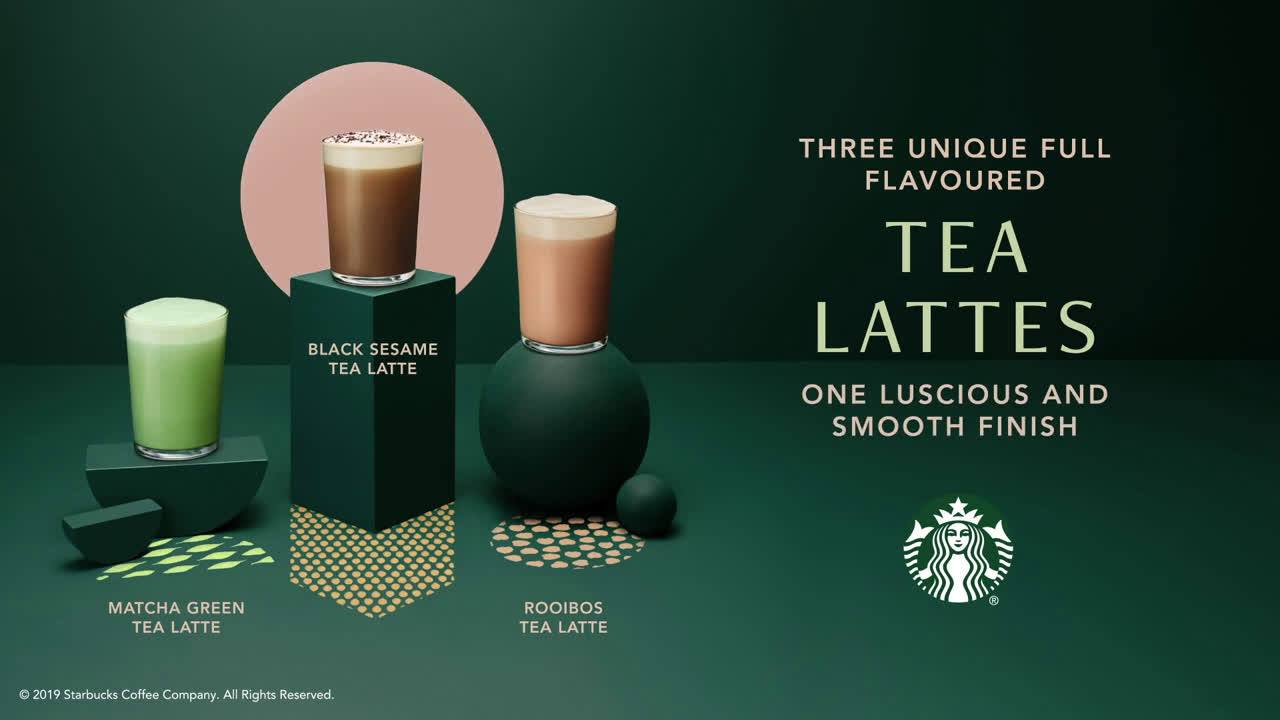 THREE UNIQUE FULL
FLAVOURED
TEA
LATTES
ONE LUSCIOUS AND
SMOOTH FINISH
BLACK SESAME
TEA LATTE
MATCHA GREEN
TEA LATTE
ROOIBOS
TEA LATTE
®
© 2019 Starbucks Coffee Company. All Rights Reserved.